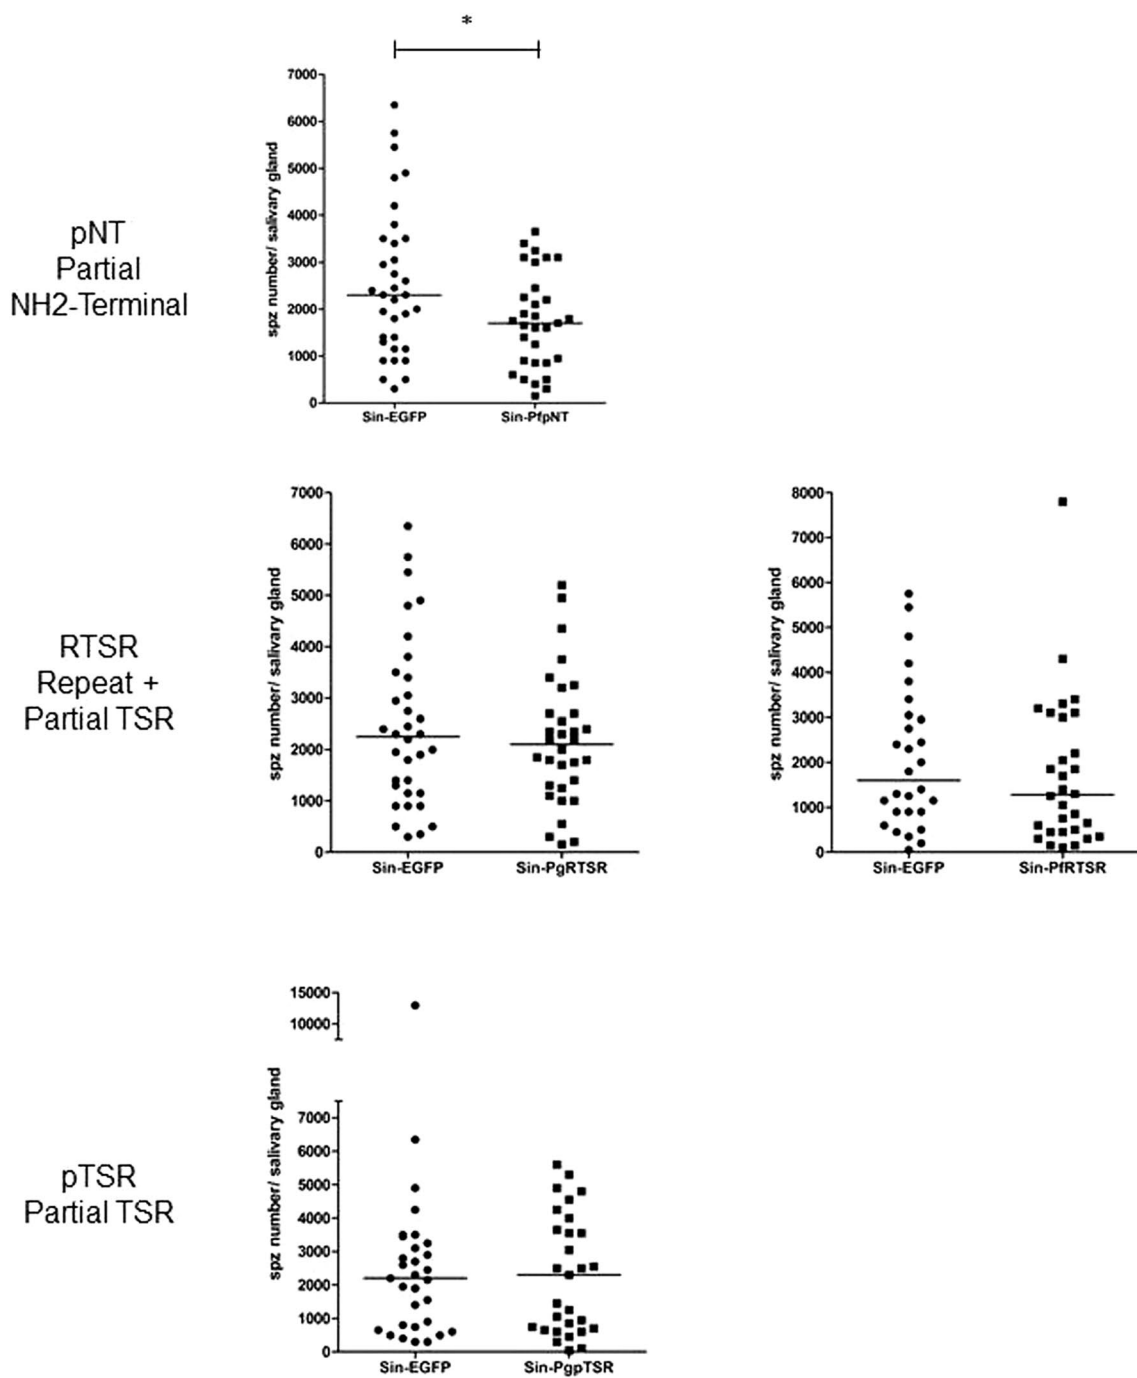 *
pNT
Partial
NH2-Terminal
spz number/ salivary gland
7000
6000
5000
4000
3000
2000
1000
0
Sin-EGFP
Sin-PfpNT
RTSR
Repeat +
Partial TSR
spz number/ salivary gland
7000
6000
5000
4000
3000
2000
1000
0
Sin-EGFP
Sin-PgRTSR
spz number/ salivary gland
8000
7000
6000
5000
4000
3000
2000
1000
0
Sin-EGFP
Sin-PfRTSR
pTSR
Partial TSR
spz number/ salivary gland
15000
10000
7000
6000
5000
4000
3000
2000
1000
0
Sin-EGFP
Sin-PgpTSR